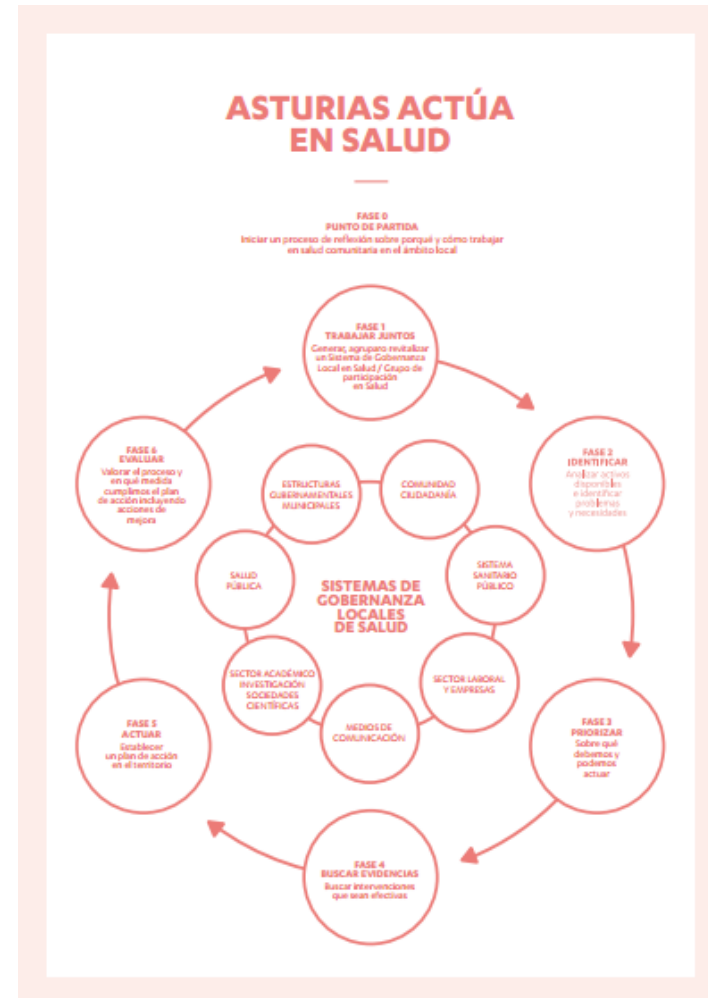 ASTURIAS ACTÚA
EN SALUD
FASE 0
PUNTO DE PARTIDA
Iniciar un proceso de reflexión sobre porqué y cómo trabajar
en salud comunitaria en el ámbito local
FASE 1
TRABAJAR JUNTOS
Generar, agruparo revitalizar
un Sistema de Gobernanza
Local en Salud / Grupo de
participación
en Salud
FASE 2
IDENTIFICAR
Analizar activos
disponibles
e identificar
problemas
y necesidades
FASE 3
PRIORIZAR
Sobre qué
debemos y
podemos
actuar
FASE 4
BUSCAR EVIDENCIAS
Buscar intervenciones
que sean efectivas
FASE 5
ACTUAR
Establecer
un plan de acción
en el territorio
FASE 6
EVALUAR
Valorar el proceso y
en qué medida
cumplimos el plan
de acción incluyendo
acciones de
mejora
ESTRUCTURAS
GUBERNAMENTALES
MUNICIPALES
COMUNIDAD
CIUDADANÍA
SISTEMA
SANITARIO
PÚBLICO
SECTOR LABORAL
Y EMPRESAS
MEDIOS DE
COMUNICACIÓN
SECTOR ACADÉMICO
INVESTIGACIÓN
SOCIEDADES
CIENTÍFICAS
SALUD
PÚBLICA
SISTEMAS DE
GOBERNANZA
LOCALES
DE SALUD